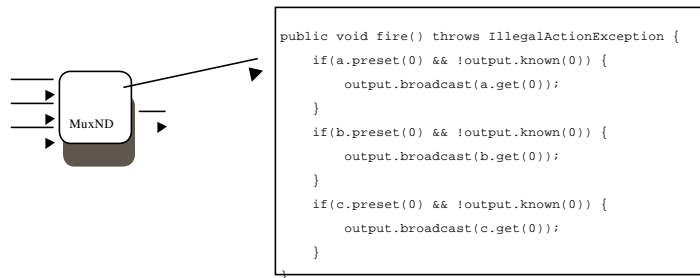 public void fire() throws IllegalActionException {
if(a.preset(0) && !output.known(0)) {
output.broadcast(a.get(0));
}
if(b.preset(0) && !output.known(0)) {
output.broadcast(b.get(0));
}
if(c.preset(0) && !output.known(0)) {
output.broadcast(c.get(0));
}
}
MuxND